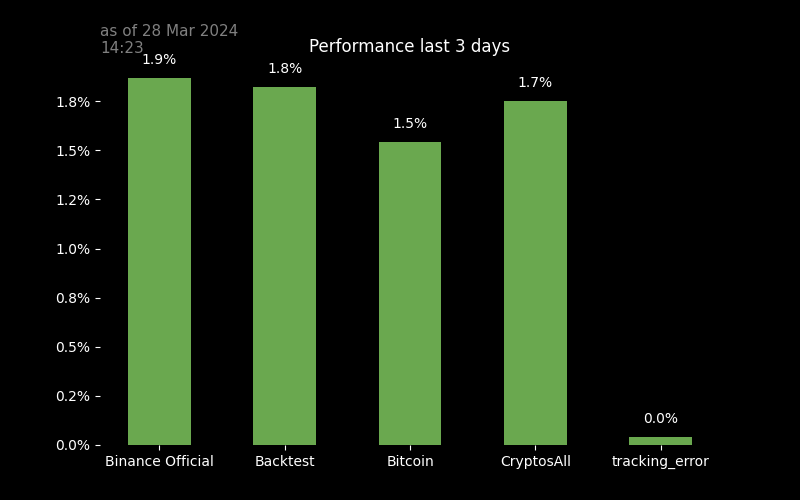 as of 28 Mar 2024
14:23
Performance last 3 days
1.9%
1.8%
1.5%
1.7%
0.0%
1.8%
1.5%
1.2%
1.0%
0.8%
0.5%
0.2%
0.0%
Binance Official
Backtest
Bitcoin
CryptosAll
tracking_error